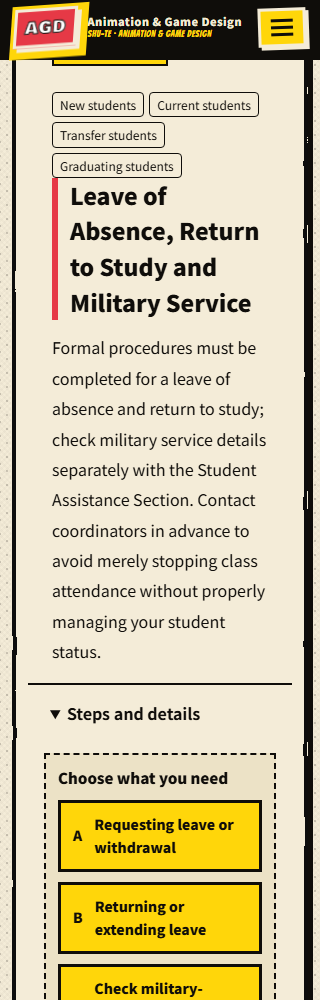 AGD
Animation & Game Design
SHU-TE · ANIMATION & GAME DESIGN
New students
Current students
Transfer students
Graduating students
Leave of
Absence, Return
to Study and
Military Service
Formal procedures must be
completed for a leave of
absence and return to study;
check military service details
separately with the Student
Assistance Section. Contact
coordinators in advance to
avoid merely stopping class
attendance without properly
managing your student
status.
▼ Steps and details
Choose what you need
A Requesting leave or
withdrawal
B Returning or
extending leave
Check military-